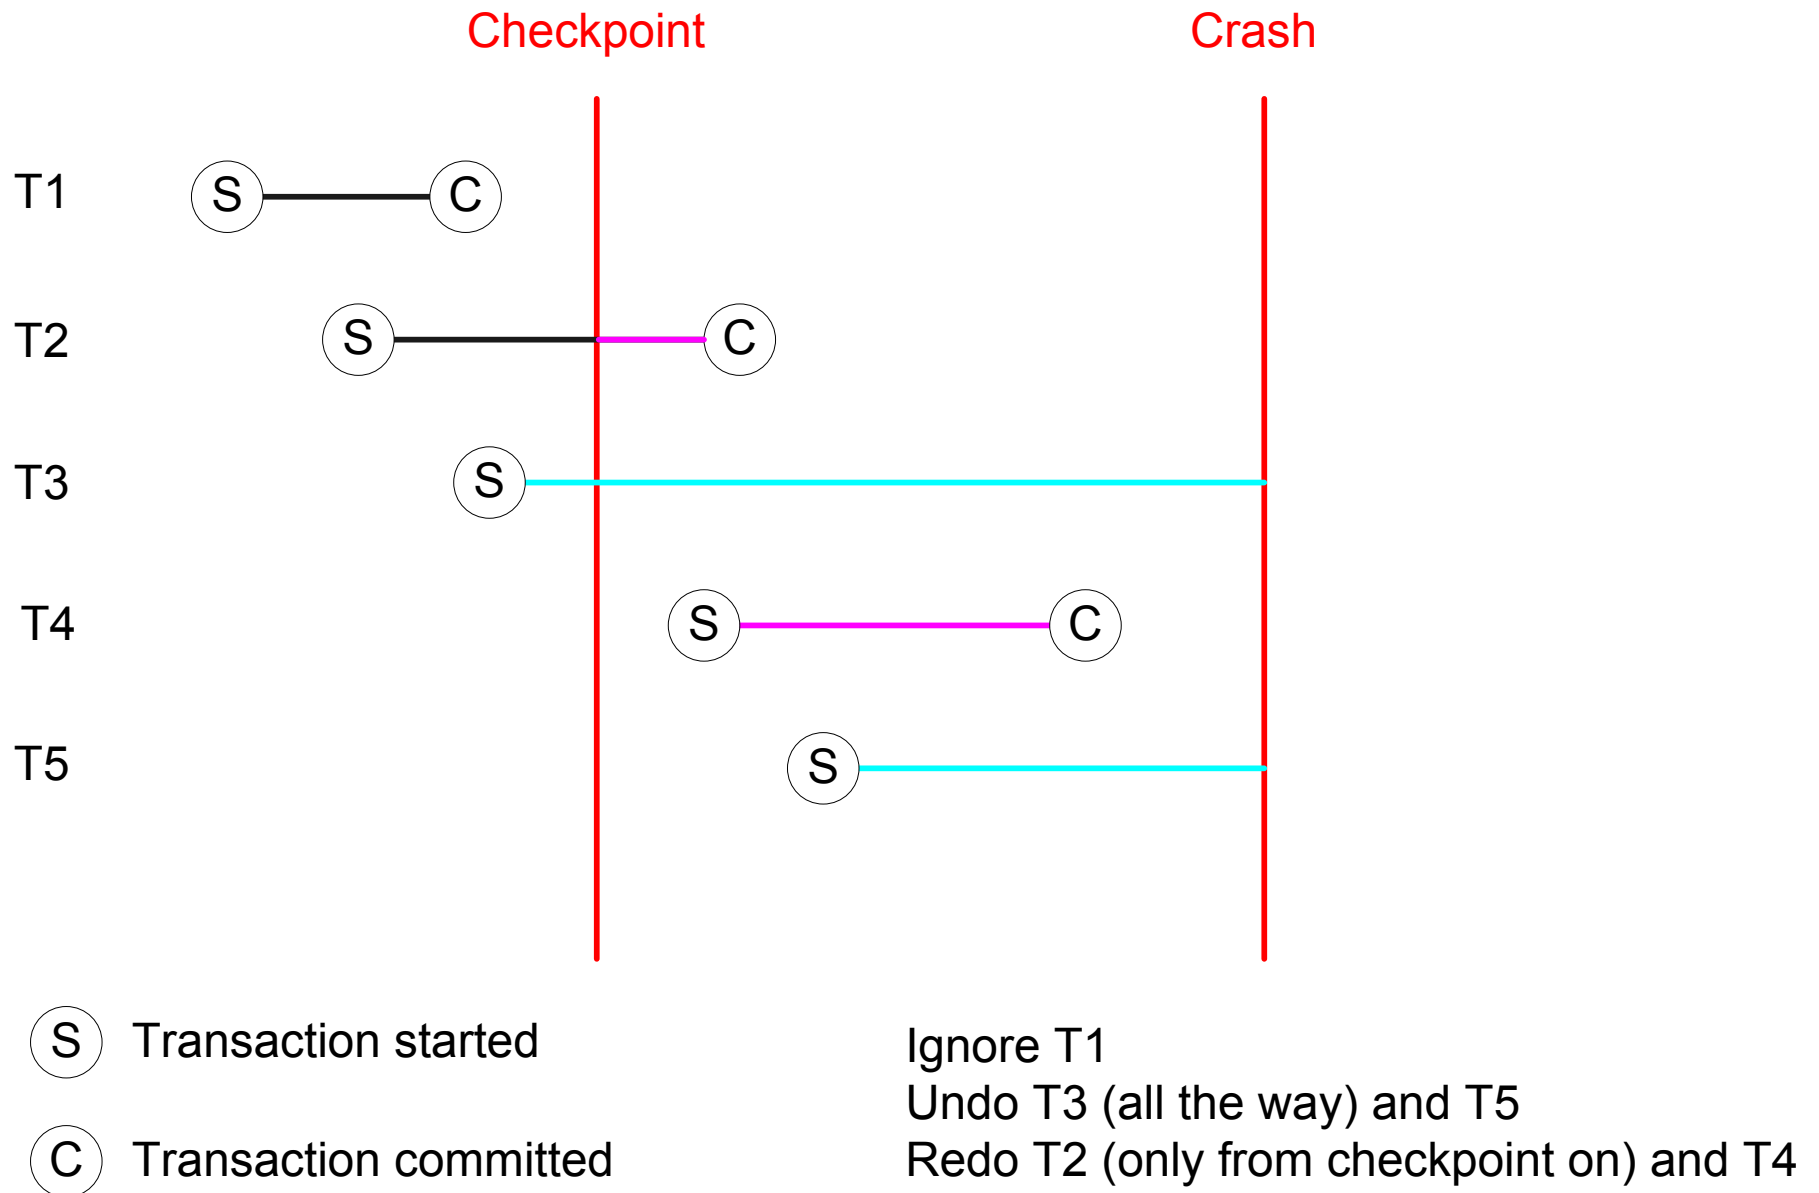 Checkpoint Crash
T1 S C
T2 S C
T3 S
T4 S C
T5 S
S Transaction started
Ignore T1
Undo T3 (all the way) and T5
C Transaction committed
Redo T2 (only from checkpoint on) and T4